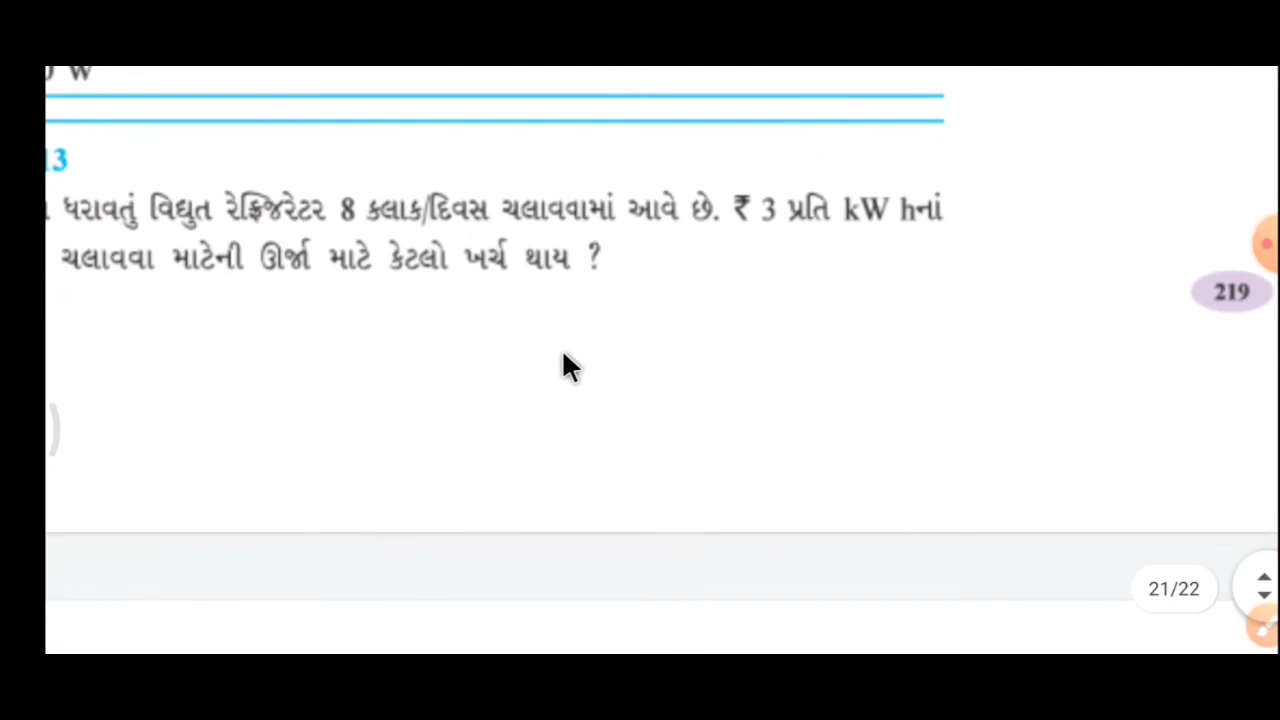 W
13
ધરાવતું વિદ્યુત રેફ્રિજરેટર 8 કલાક/દિવસ ચલાવવામાં આવે છે. ₹ 3 પ્રતિ kW hનાં
ચલાવવા માટેની ઊર્જા માટે કેટલો ખર્ચ થાય ?
219
21/22